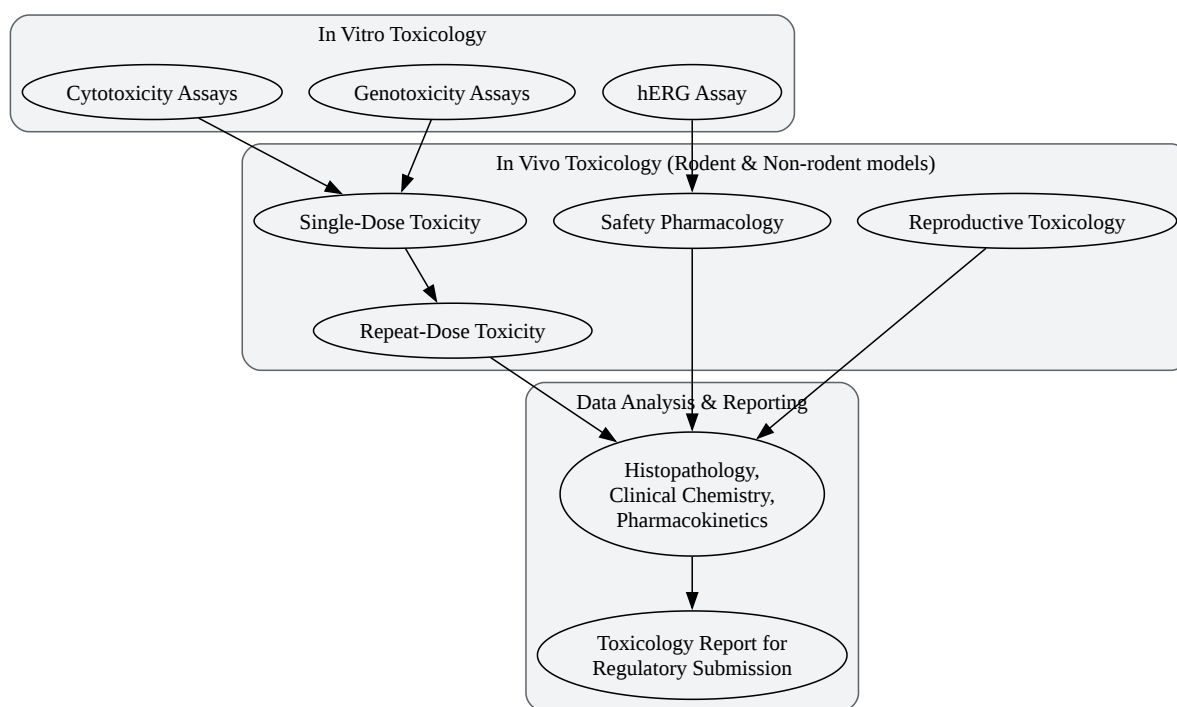 In Vitro Toxicology
Cytotoxicity Assays
Genotoxicity Assays
hERG Assay
In Vivo Toxicology (Rodent & Non-rodent models)
Single-Dose Toxicity
Safety Pharmacology
Reproductive Toxicology
Repeat-Dose Toxicity
Data Analysis & Reporting
Histopathology,
Clinical Chemistry,
Pharmacokinetics
Toxicology Report for
Regulatory Submission